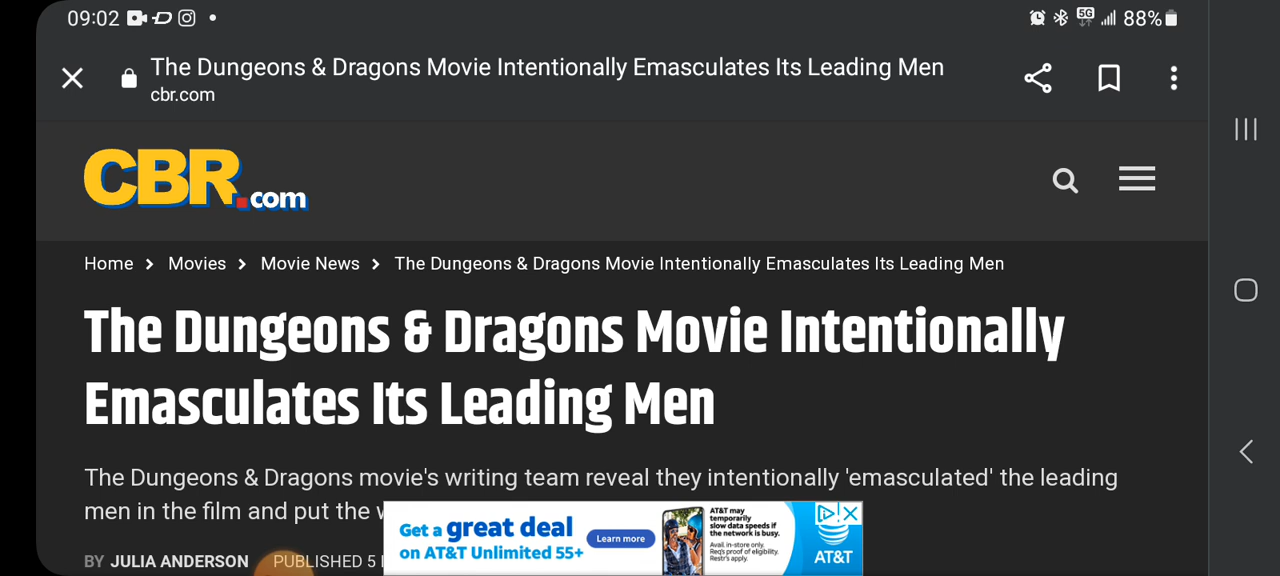 09:02
5G
88%
The Dungeons & Dragons Movie Intentionally Emasculates Its Leading Men
cbr.com
CBR.com
Home > Movies > Movie News > The Dungeons & Dragons Movie Intentionally Emasculates Its Leading Men
The Dungeons & Dragons Movie Intentionally
Emasculates Its Leading Men
The Dungeons & Dragons movie's writing team reveal they intentionally 'emasculated' the leading
men in the film and put the
Get a great deal
on AT&T Unlimited 55+
Learn more
AT&T may
temporarily
slow data speeds if
the network is busy.
Avail. in-store only.
Req's proof of eligibility.
Restr's apply.
AT&T
BY JULIA ANDERSON PUBLISHED 5